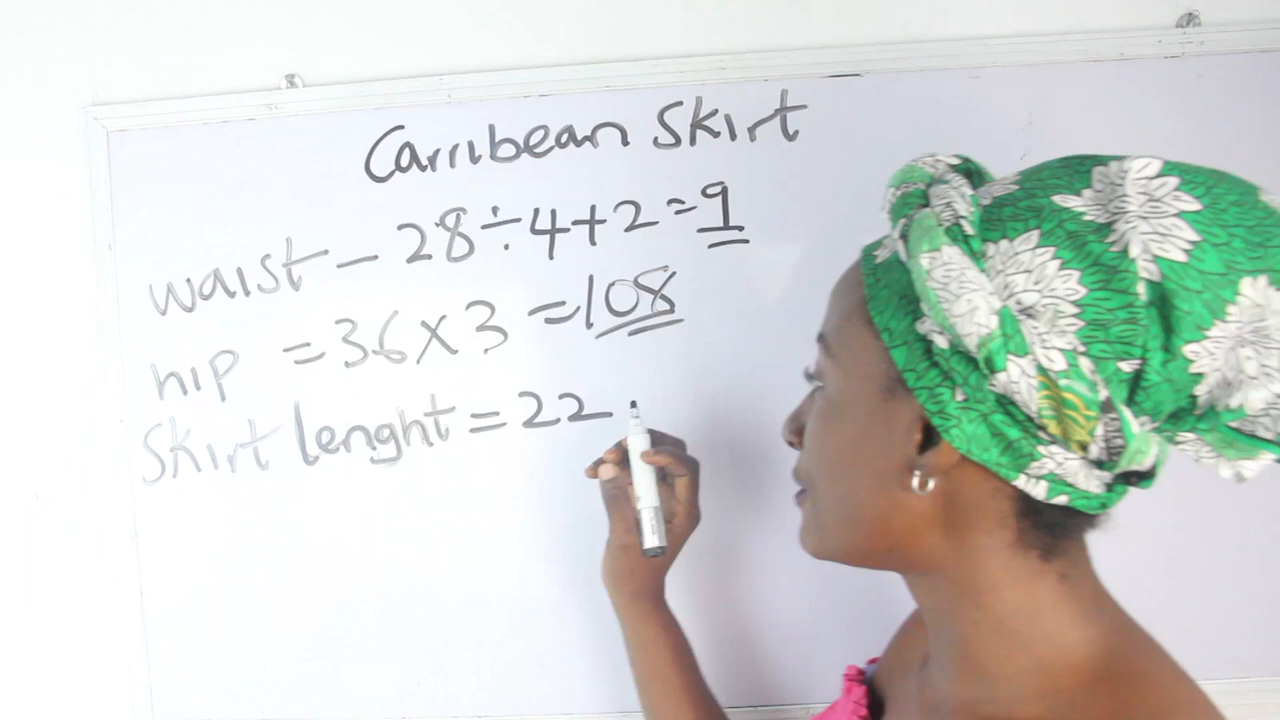 Carribean Skirt
waist - 28÷4+2=9
hip = 36x3 =108
Skirt lenght = 22